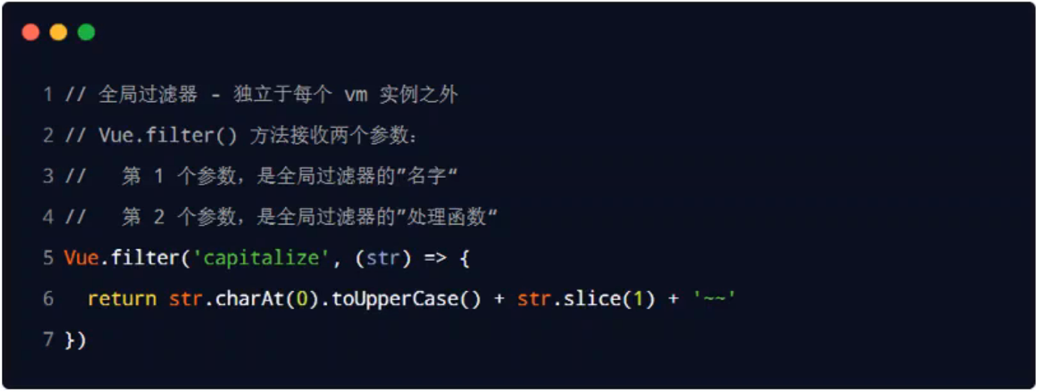 1 // 全局过滤器 - 独立于每个 vm 实例之外
2 // Vue.filter() 方法接收两个参数：
3 //   第 1 个参数，是全局过滤器的”名字“
4 //   第 2 个参数，是全局过滤器的”处理函数“
5 Vue.filter('capitalize', (str) => {
6   return str.charAt(0).toUpperCase() + str.slice(1) + '~~'
7 })